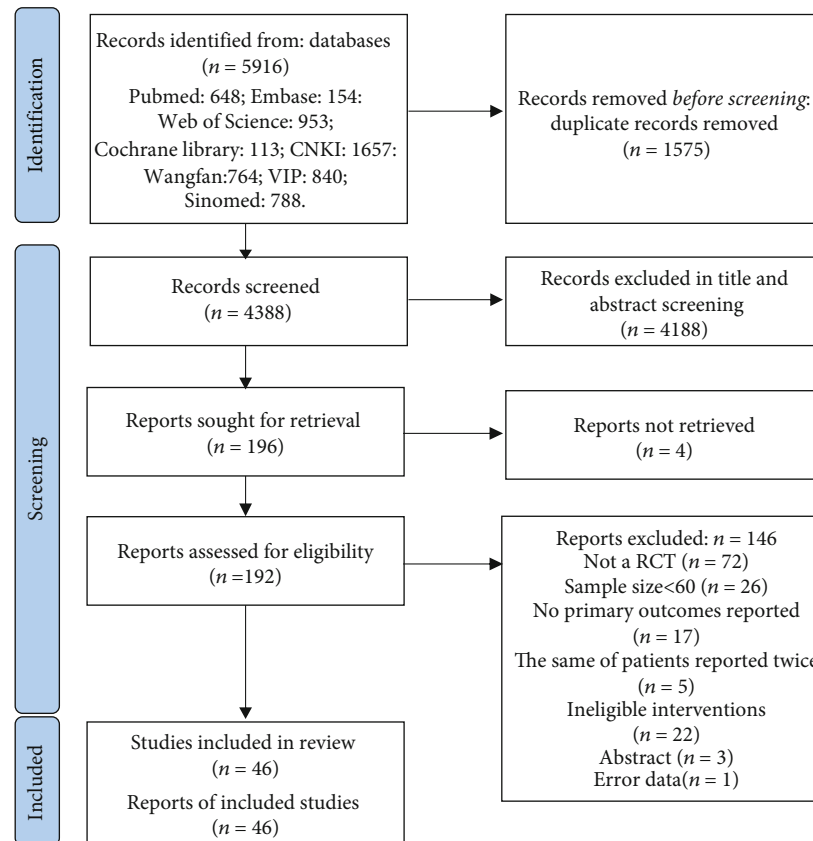 Identification
Records identified from: databases
(n = 5916)
Pubmed: 648; Embase: 154:
Web of Science: 953;
Cochrane library: 113; CNKI: 1657:
Wangfan:764; VIP: 840;
Sinomed: 788.
Records removed before screening:
duplicate records removed
(n = 1575)
Screening
Records screened
(n = 4388)
Records excluded in title and
abstract screening
(n = 4188)
Reports sought for retrieval
(n = 196)
Reports not retrieved
(n = 4)
Reports assessed for eligibility
(n =192)
Reports excluded: n = 146
Not a RCT (n = 72)
Sample size<60 (n = 26)
No primary outcomes reported
(n = 17)
The same of patients reported twice
(n = 5)
Ineligible interventions
(n = 22)
Abstract (n = 3)
Error data(n = 1)
Included
Studies included in review
(n = 46)
Reports of included studies
(n = 46)